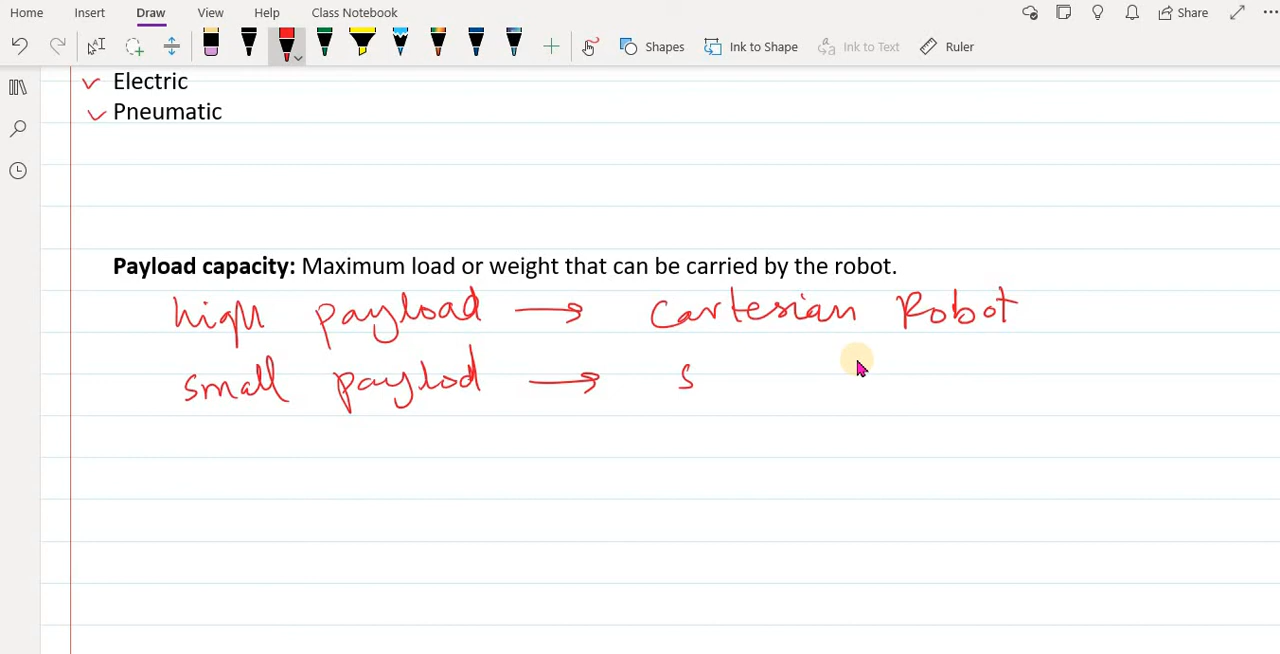 Home Insert Draw View Help Class Notebook Share
Shapes Ink to Shape Ink to Text Ruler
Electric
Pneumatic
Payload capacity: Maximum load or weight that can be carried by the robot.
high payload → Cartesian Robot
small paylod → s